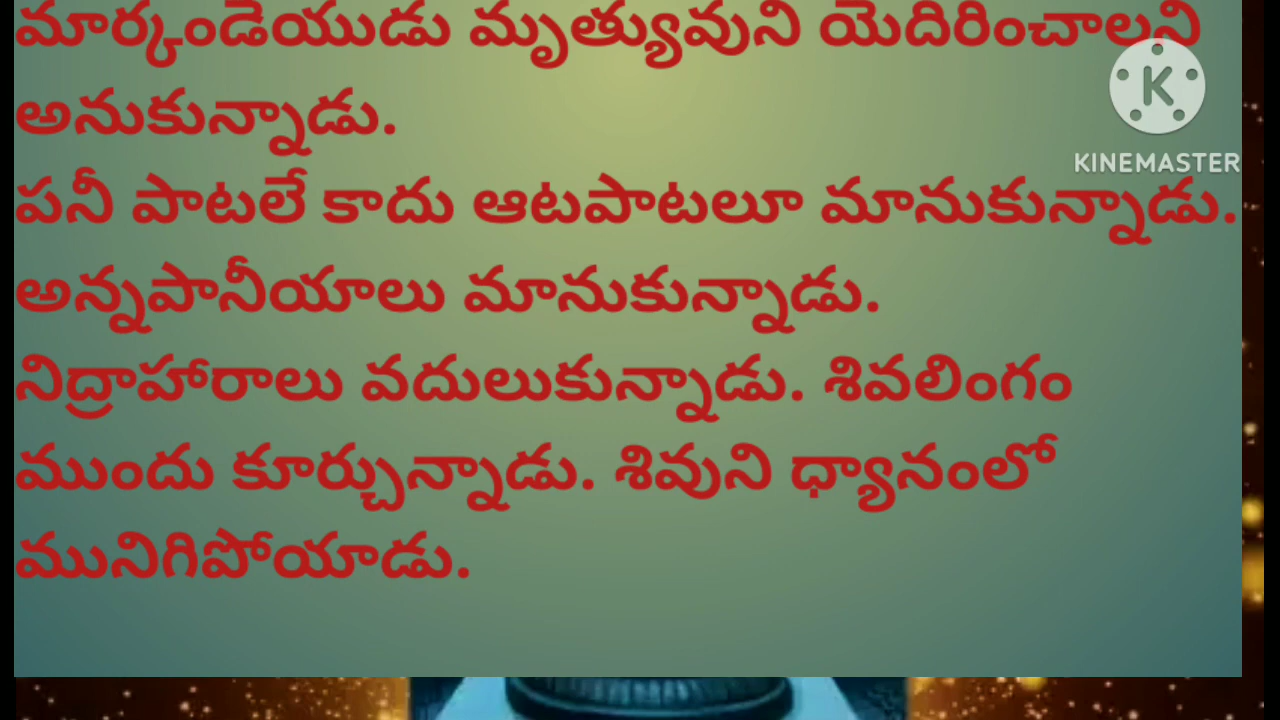 మార్కండేయుడు మృత్యువుని యెదిరించాలని
అనుకున్నాడు.
పనీ పాటలే కాదు ఆటపాటలూ మానుకున్నాడు.
అన్నపానీయాలు మానుకున్నాడు.
నిద్రాహారాలు వదులుకున్నాడు. శివలింగం
ముందు కూర్చున్నాడు. శివుని ధ్యానంలో
మునిగిపోయాడు.
K
KINEMASTER